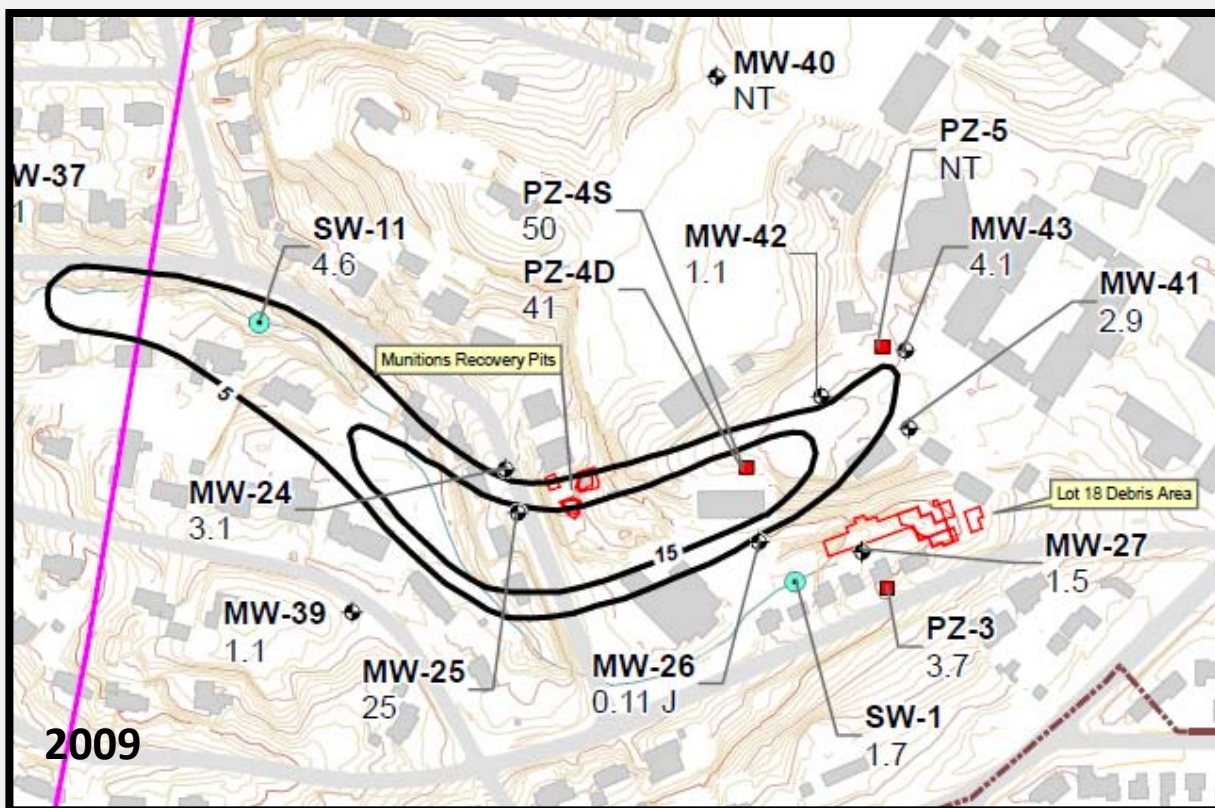 MW-40
NT
PZ-5
NT
W-37
1
PZ-4S
50
SW-11
4.6
MW-42
1.1
MW-43
4.1
PZ-4D
41
MW-41
2.9
Munitions Recovery Pits
5
MW-24
3.1
Lot 18 Debris Area
15
MW-27
1.5
MW-39
1.1
MW-25
25
MW-26
0.11 J
PZ-3
3.7
SW-1
1.7
2009